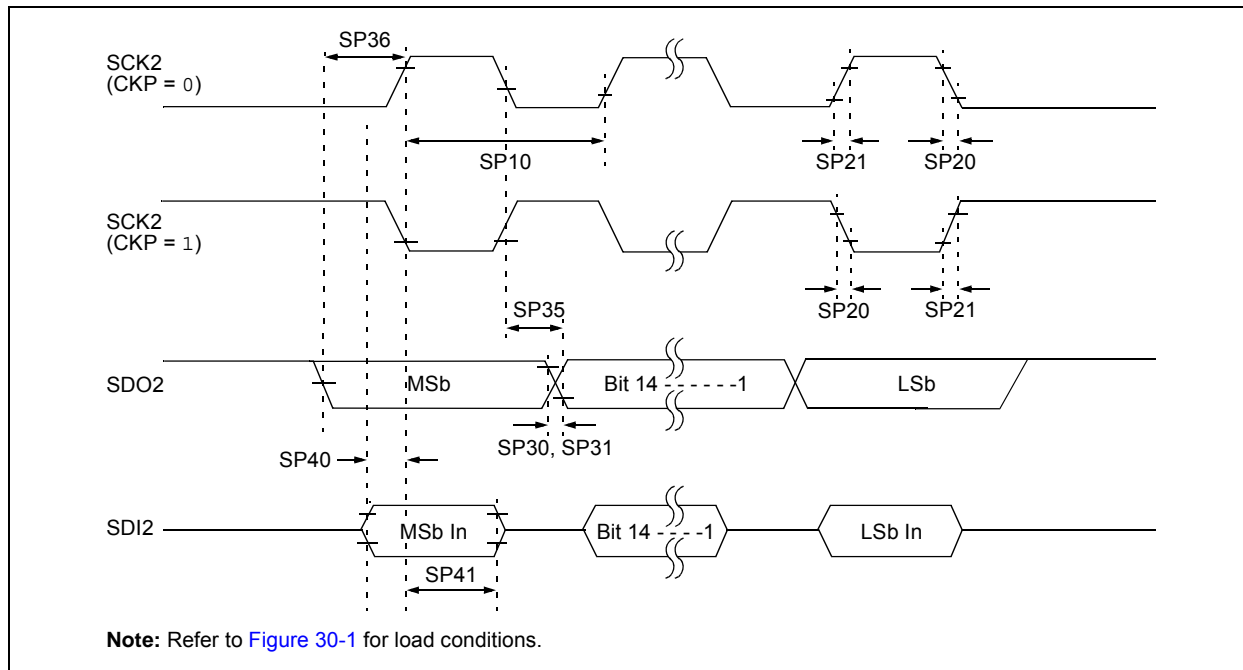 SP36
SCK2
(CKP = 0)
SP10
SP21
SP20
SCK2
(CKP = 1)
SP35
SP20
SP21
SDO2
MSb
Bit 14 - - - - - -1
LSb
SP30, SP31
SP40
SDI2
MSb In
Bit 14 - - - -1
LSb In
SP41
Note: Refer to Figure 30-1 for load conditions.